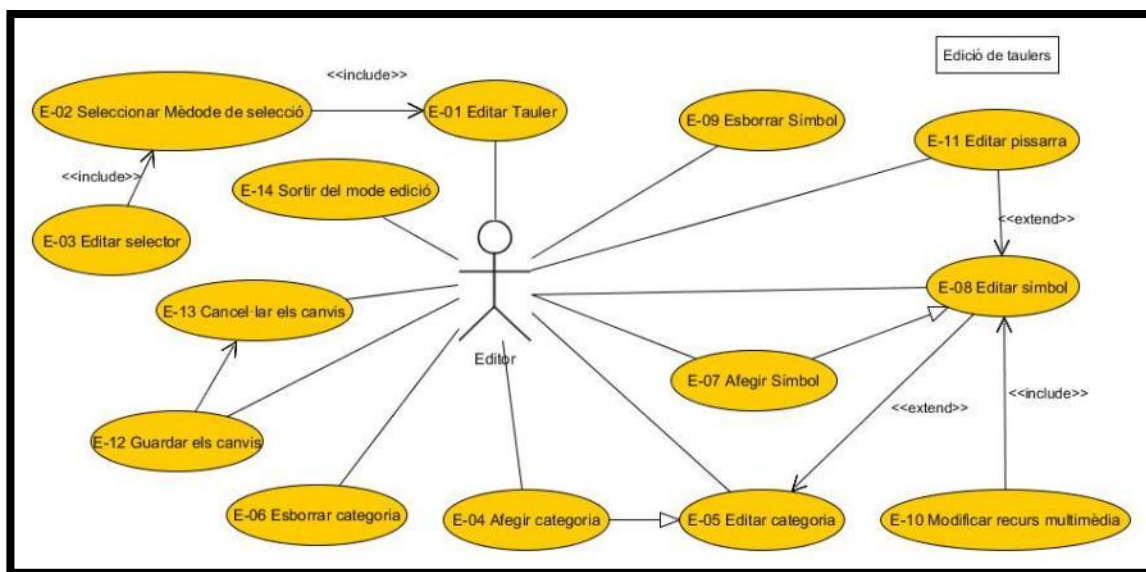 Edició de taulers
<<include>>
E-02 Seleccionar Mèdode de selecció
E-01 Editar Tauler
E-09 Esborrar Símbol
E-11 Editar pissarra
<<include>>
E-14 Sortir del mode edició
<<extend>>
E-03 Editar selector
E-08 Editar símbol
E-13 Cancel·lar els canvis
Editor
E-07 Afegir Símbol
<<extend>>
<<include>>
E-12 Guardar els canvis
E-06 Esborrar categoria
E-04 Afegir categoria
E-05 Editar categoria
E-10 Modificar recurs multimèdia